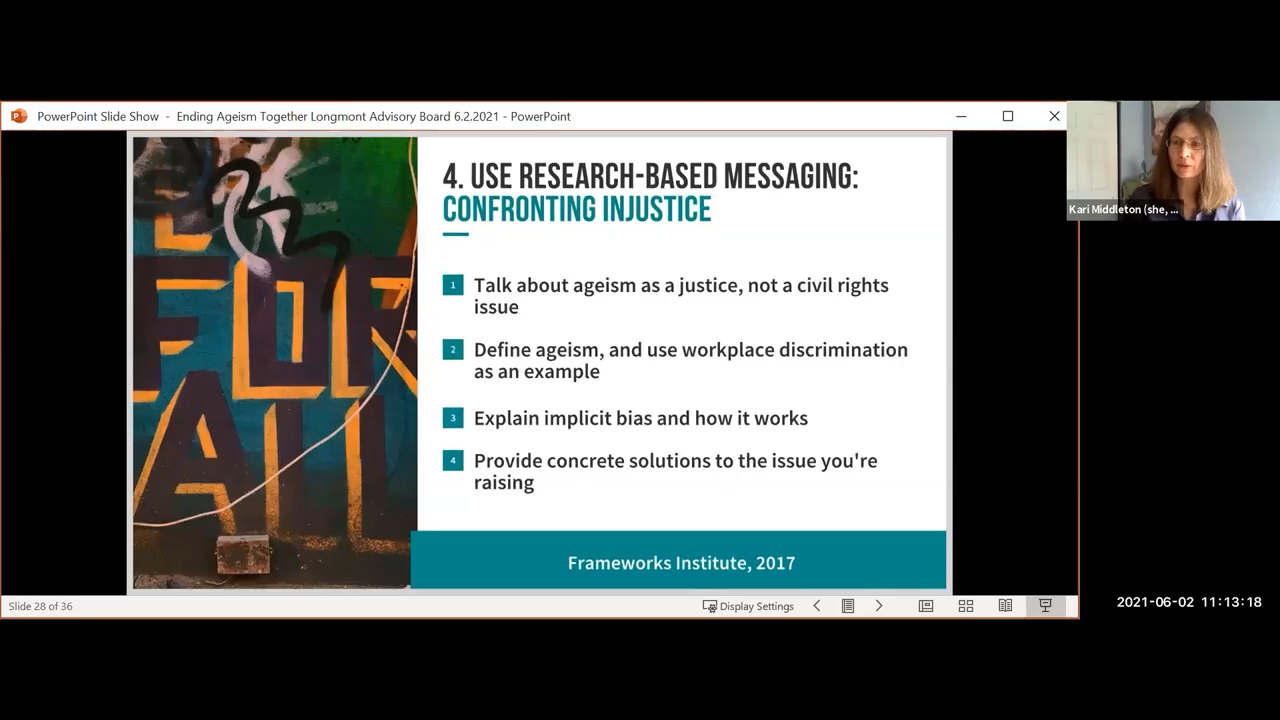 PowerPoint Slide Show - Ending Ageism Together Longmont Advisory Board 6.2.2021 - PowerPoint
Kari Middleton (she, ...
4. USE RESEARCH-BASED MESSAGING:
CONFRONTING INJUSTICE
FOR
ALL
1 Talk about ageism as a justice, not a civil rights
issue
2 Define ageism, and use workplace discrimination
as an example
3 Explain implicit bias and how it works
4 Provide concrete solutions to the issue you're
raising
Frameworks Institute, 2017
Slide 28 of 36
Display Settings
2021-06-02 11:13:18